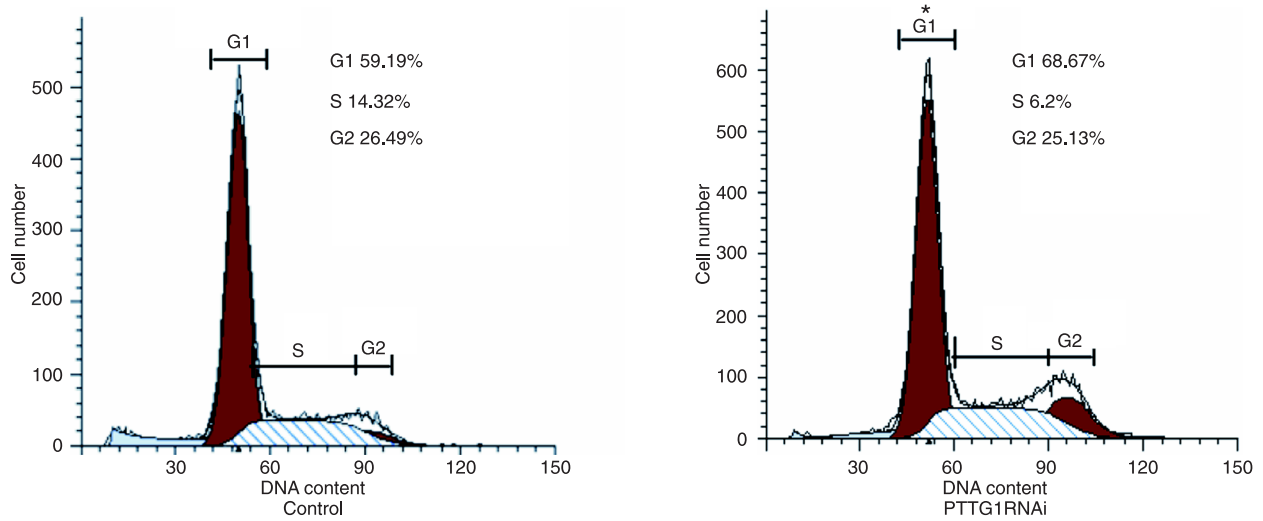 G1
G1 59.19%
S 14.32%
G2 26.49%
500
400
300
200
100
0
Cell number
S
G2
30
60
90
120
150
DNA content
Control
*
G1
G1 68.67%
S 6.2%
G2 25.13%
600
500
400
300
200
100
0
Cell number
S
G2
30
60
90
120
150
DNA content
PTTG1RNAi